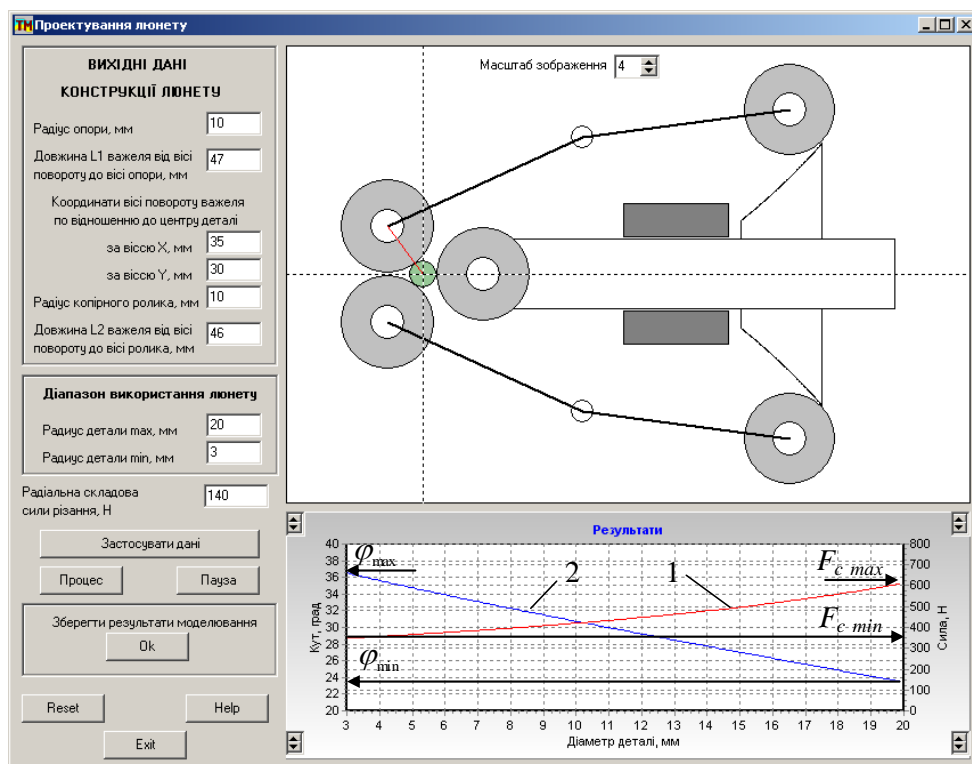 TM Проектування люнету
ВИХІДНІ ДАНІ
КОНСТРУКЦІЇ ЛЮНЕТУ
Радіус опори, мм 10
Довжина L1 важеля від вісі
повороту до вісі опори, мм 47
Координати вісі повороту важеля
по відношенню до центру деталі
за віссю X, мм 35
за віссю Y, мм 30
Радіус копірного ролика, мм 10
Довжина L2 важеля від вісі
повороту до вісі ролика, мм 46
Діапазон використання люнету
Радиус детали max, мм 20
Радиус детали min, мм 3
Радіальна складова
сили різання, Н 140
Застосувати дані
Процес Пауза
Зберегти результати моделювання
Ok
Reset Help
Exit
Масштаб зображення 4
Результати
Кут, град
40
38
36
34
32
30
28
26
24
22
20
φmax
φmin
2
1
Fc max
Fc min
800
700
600
500
400
300
200
100
0
Сила, Н
3 4 5 6 7 8 9 10 11 12 13 14 15 16 17 18 19 20
Діаметр деталі, мм